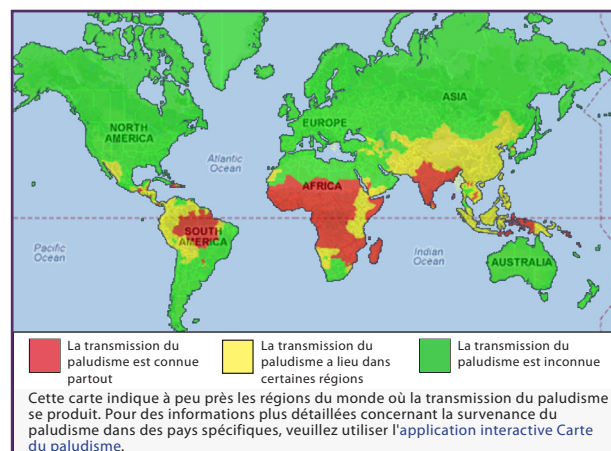 NORTH
AMERICA
EUROPE
ASIA
Atlantic
Ocean
AFRICA
SOUTH
AMERICA
Pacific
Ocean
Indian
Ocean
AUSTRALIA
La transmission du
paludisme est connue
partout
La transmission du
paludisme a lieu dans
certaines régions
La transmission du
paludisme est inconnue
Cette carte indique à peu près les régions du monde où la transmission du paludisme
se produit. Pour des informations plus détaillées concernant la survenance du
paludisme dans des pays spécifiques, veuillez utiliser l'application interactive Carte
du paludisme.